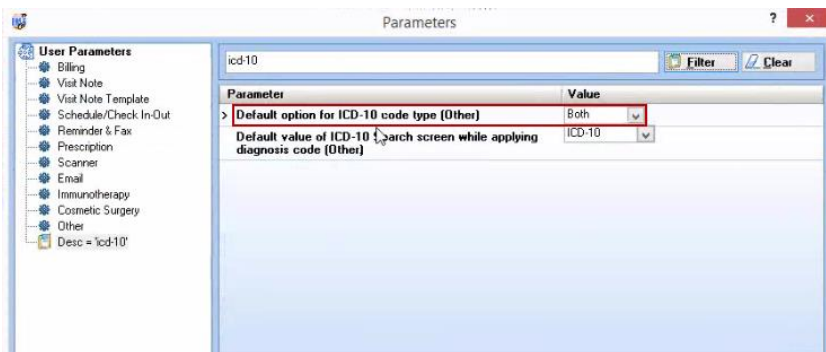 Parameters
?
User Parameters
Billing
Visit Note
Visit Note Template
Schedule/Check In-Out
Reminder & Fax
Prescription
Scanner
Email
Immunotherapy
Cosmetic Surgery
Other
Desc = 'icd-10'
icd-10
Filter
Clear
Parameter Value
Default option for ICD-10 code type (Other) Both
Default value of ICD-10 Search screen while applying ICD-10
diagnosis code (Other)